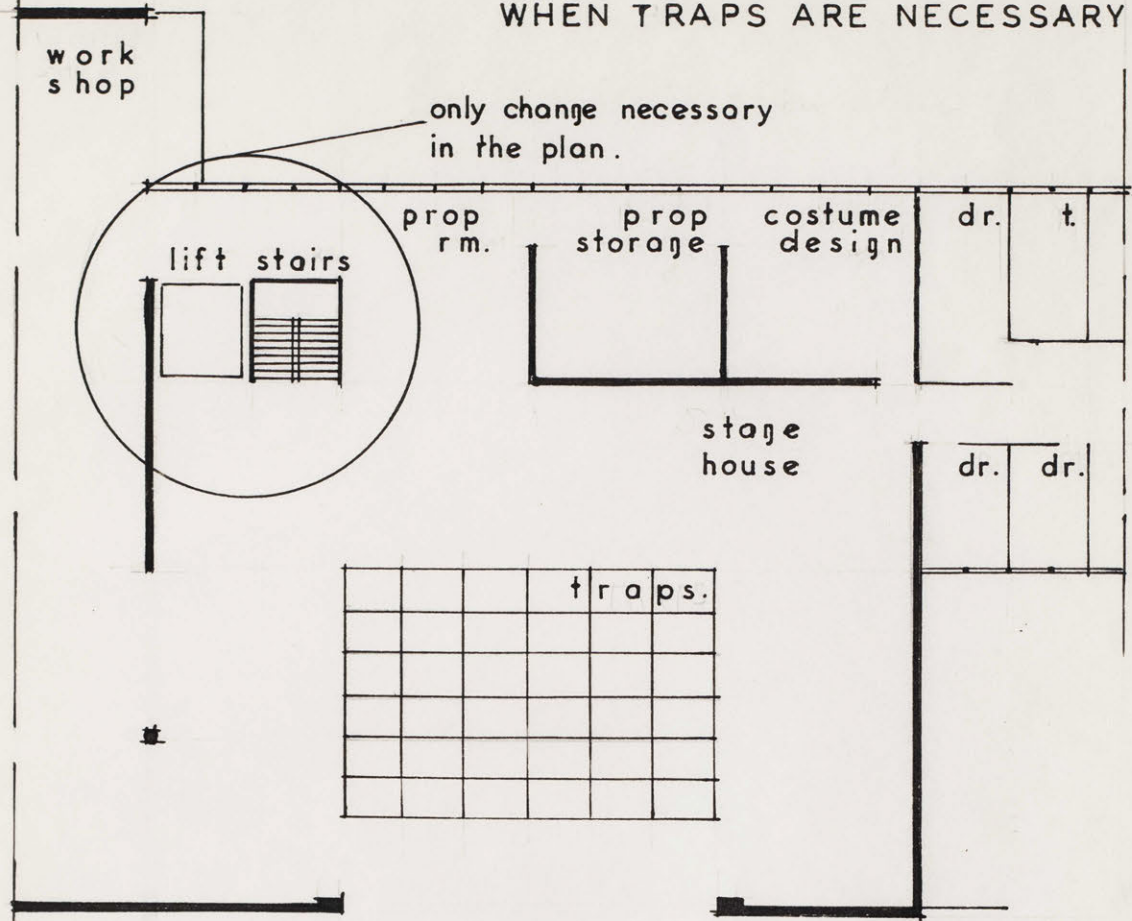 WHEN TRAPS ARE NECESSARY
work
shop
only change necessary
in the plan.
prop
rm.
prop
storage
costume
design
dr.
t.
lift stairs
stage
house
dr.
dr.
traps.